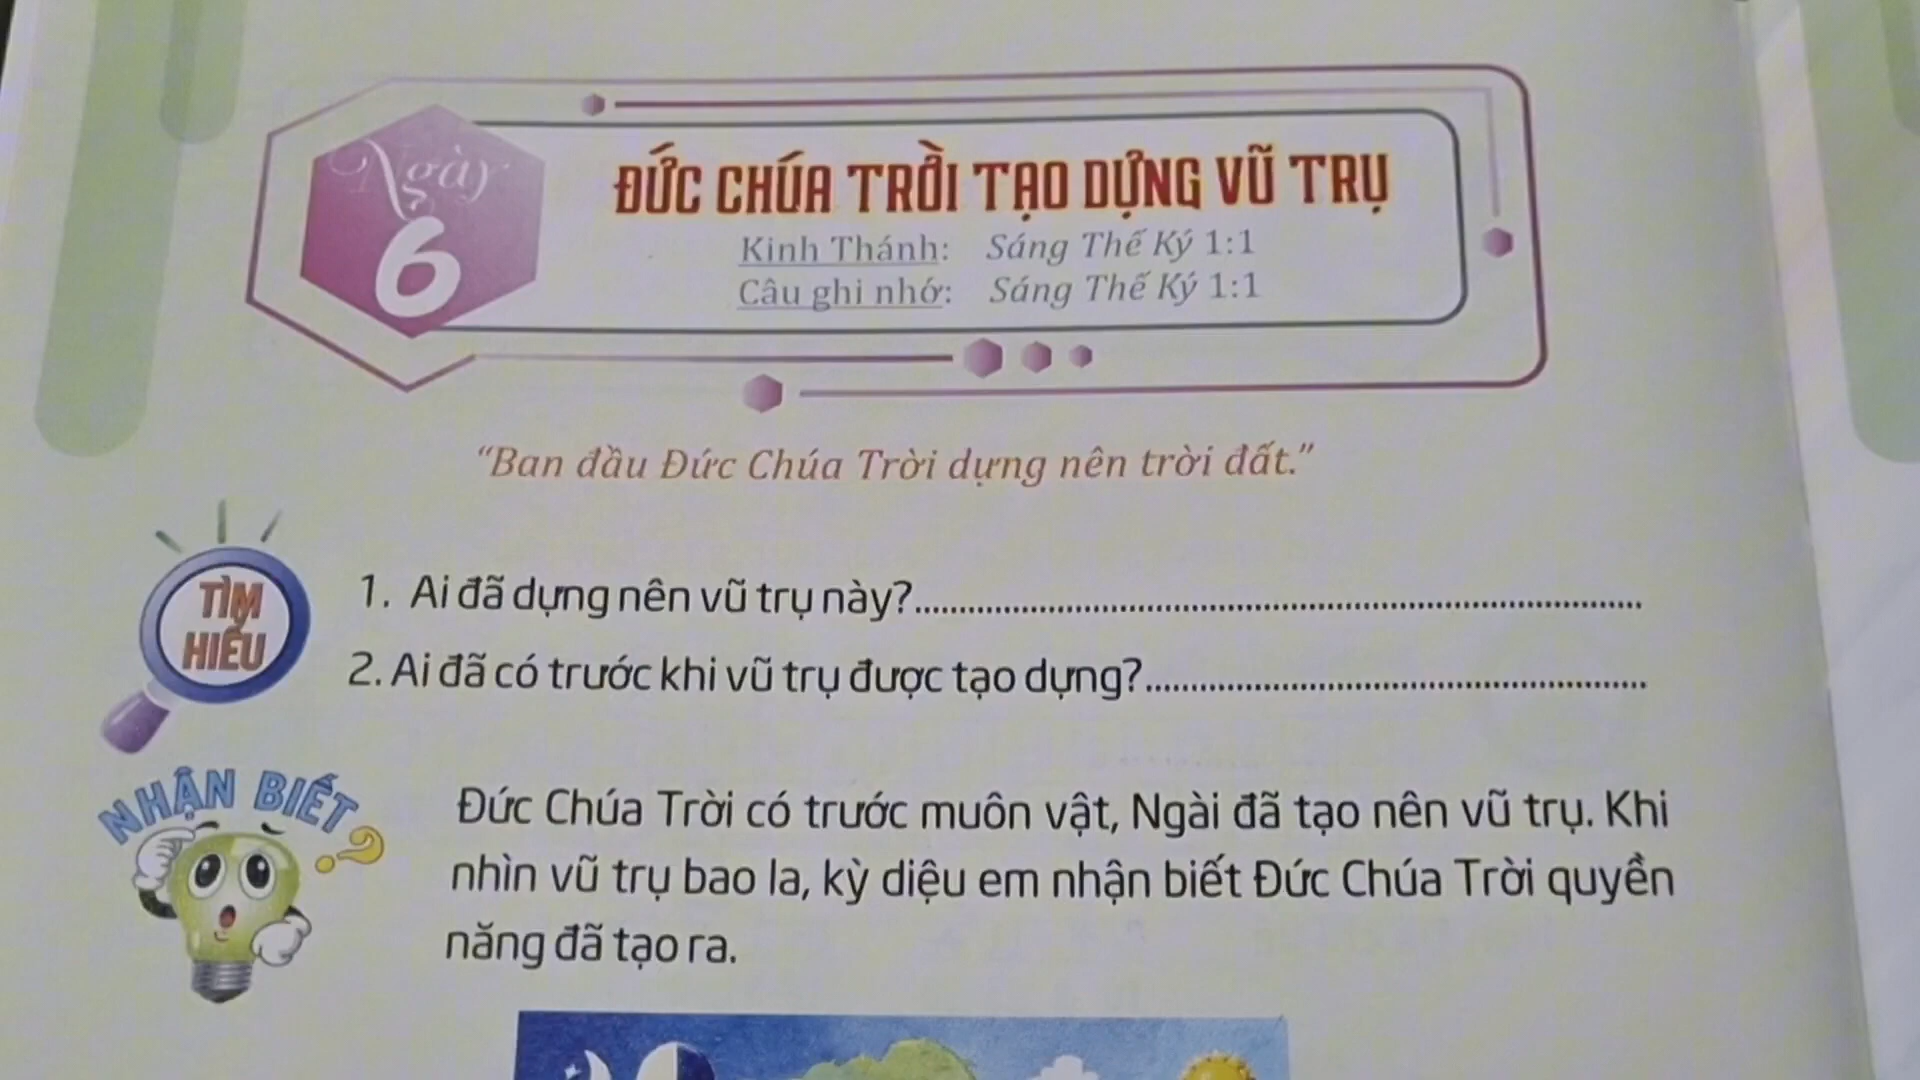 Ngày
6
ĐỨC CHÚA TRỜI TẠO DỰNG VŨ TRỤ
Kinh Thánh: Sáng Thế Ký 1:1
Câu ghi nhớ: Sáng Thế Ký 1:1
“Ban đầu Đức Chúa Trời dựng nên trời đất.”
TÌM
HIỂU
1. Ai đã dựng nên vũ trụ này?
2. Ai đã có trước khi vũ trụ được tạo dựng?
NHẬN BIẾT?
Đức Chúa Trời có trước muôn vật, Ngài đã tạo nên vũ trụ. Khi
nhìn vũ trụ bao la, kỳ diệu em nhận biết Đức Chúa Trời quyền
năng đã tạo ra.